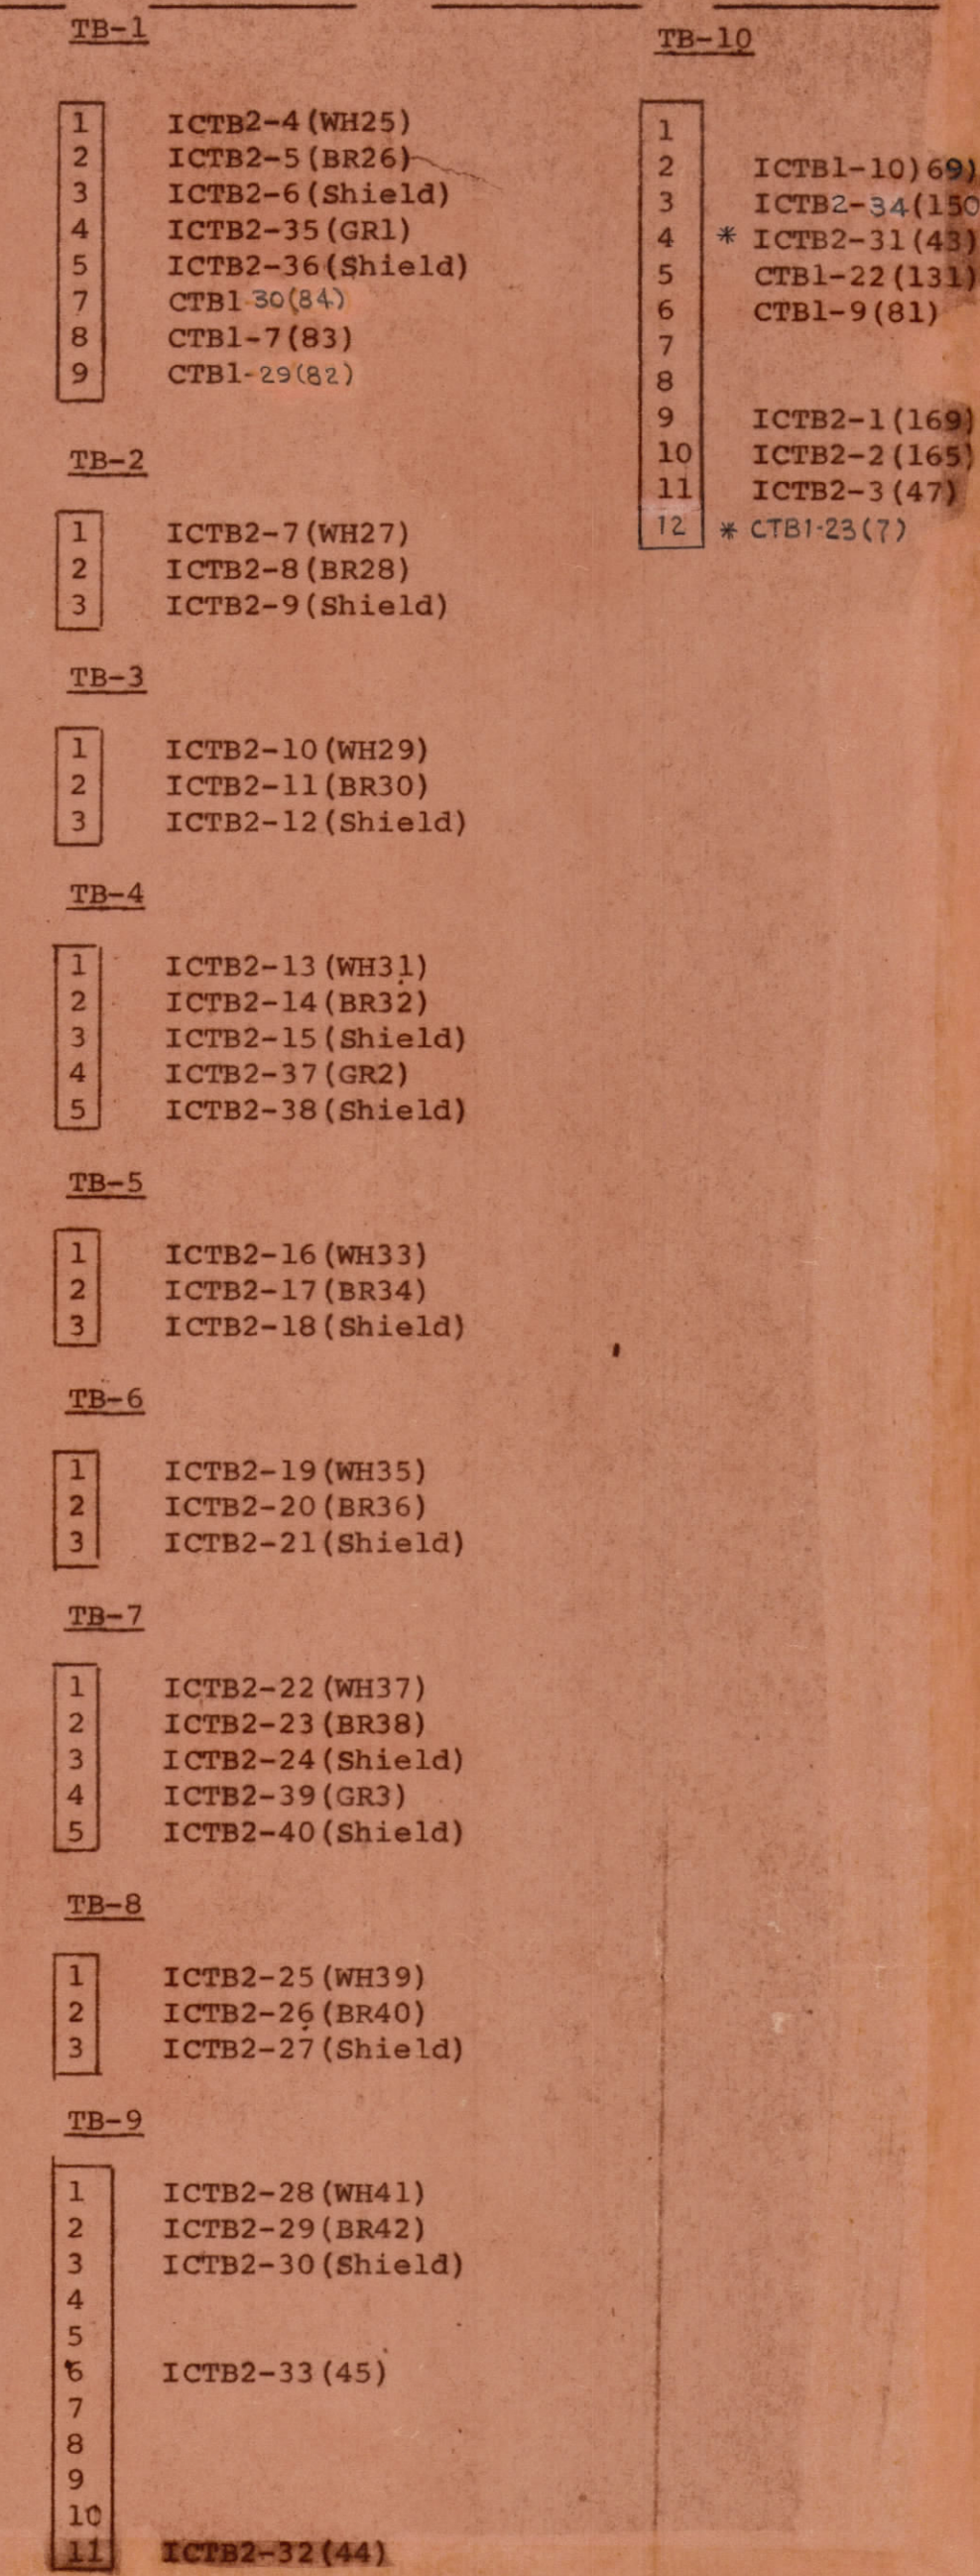 TB-1
1 ICTB2-4(WH25)
2 ICTB2-5(BR26)
3 ICTB2-6(Shield)
4 ICTB2-35(GR1)
5 ICTB2-36(Shield)
7 CTB1 30(84)
8 CTB1-7(83)
9 CTB1-29(82)
TB-2
1 ICTB2-7(WH27)
2 ICTB2-8(BR28)
3 ICTB2-9(Shield)
TB-3
1 ICTB2-10(WH29)
2 ICTB2-11(BR30)
3 ICTB2-12(Shield)
TB-4
1 ICTB2-13(WH31)
2 ICTB2-14(BR32)
3 ICTB2-15(Shield)
4 ICTB2-37(GR2)
5 ICTB2-38(Shield)
TB-5
1 ICTB2-16(WH33)
2 ICTB2-17(BR34)
3 ICTB2-18(Shield)
TB-6
1 ICTB2-19(WH35)
2 ICTB2-20(BR36)
3 ICTB2-21(Shield)
TB-7
1 ICTB2-22(WH37)
2 ICTB2-23(BR38)
3 ICTB2-24(Shield)
4 ICTB2-39(GR3)
5 ICTB2-40(Shield)
TB-8
1 ICTB2-25(WH39)
2 ICTB2-26(BR40)
3 ICTB2-27(Shield)
TB-9
1 ICTB2-28(WH41)
2 ICTB2-29(BR42)
3 ICTB2-30(Shield)
4
5
6 ICTB2-33(45)
7
8
9
10
11 ICTB2-32(44)
TB-10
1
2 ICTB1-10)69)
3 ICTB2-34(150
4 * ICTB2-31(43)
5 CTB1-22(131)
6 CTB1-9(81)
7
8
9 ICTB2-1(169)
10 ICTB2-2(165)
11 ICTB2-3(47)
12 * CTB1-23(7)